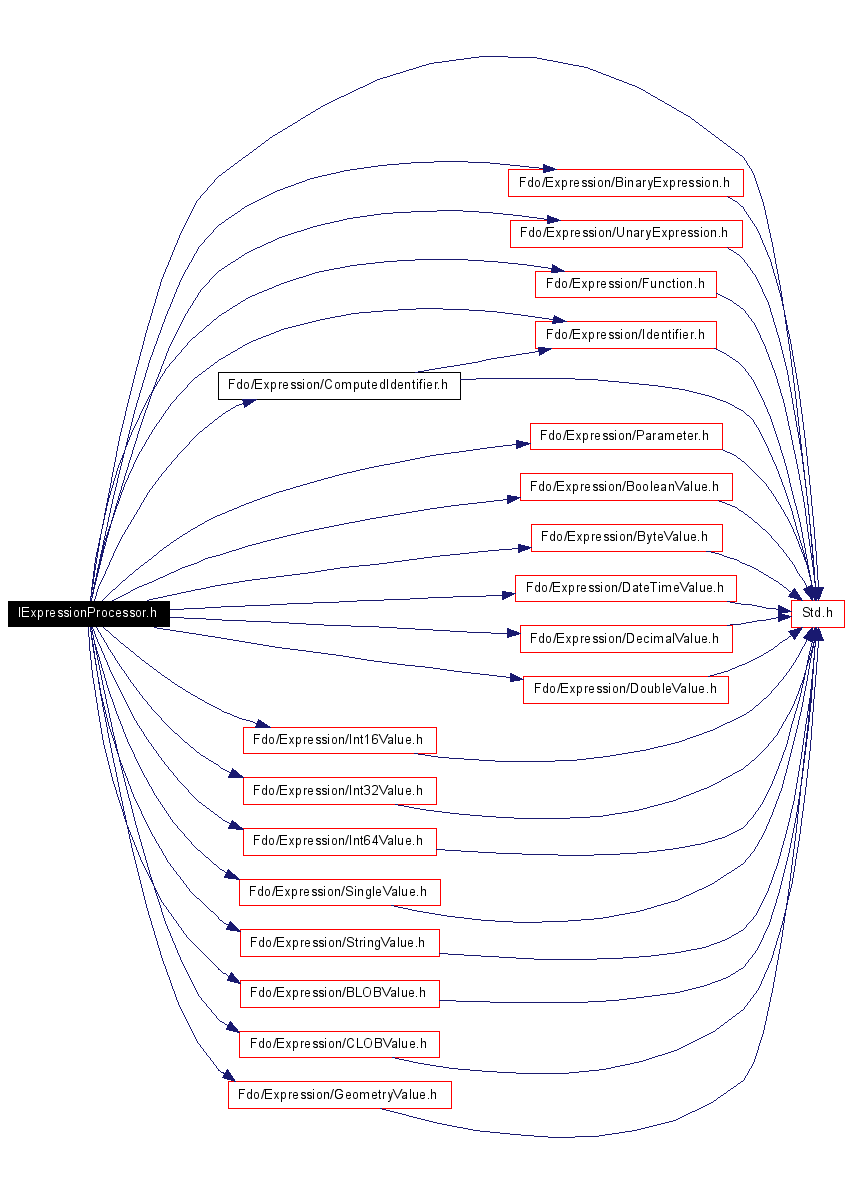 Fdo/Expression/BinaryExpression.h
Fdo/Expression/UnaryExpression.h
Fdo/Expression/Function.h
Fdo/Expression/Identifier.h
Fdo/Expression/ComputedIdentifier.h
Fdo/Expression/Parameter.h
Fdo/Expression/BooleanValue.h
Fdo/Expression/ByteValue.h
Fdo/Expression/DateTimeValue.h
IExpressionProcessor.h
Std.h
Fdo/Expression/DecimalValue.h
Fdo/Expression/DoubleValue.h
Fdo/Expression/Int16Value.h
Fdo/Expression/Int32Value.h
Fdo/Expression/Int64Value.h
Fdo/Expression/SingleValue.h
Fdo/Expression/StringValue.h
Fdo/Expression/BLOBValue.h
Fdo/Expression/CLOBValue.h
Fdo/Expression/GeometryValue.h